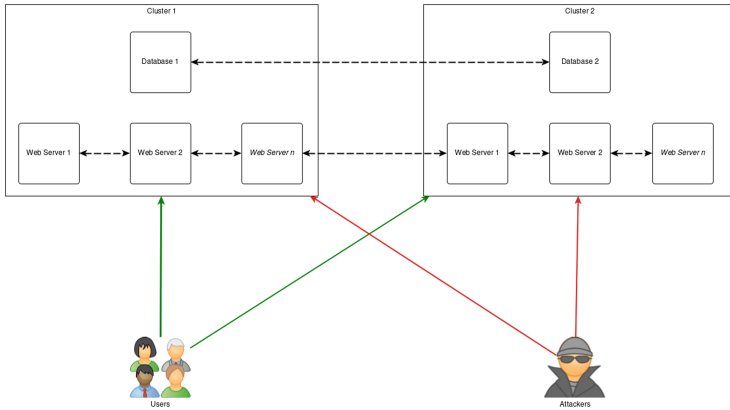 Cluster 1
Cluster 2
Database 1
Database 2
Web Server 1
Web Server 2
Web Server n
Web Server 1
Web Server 2
Web Server n
Users
Attackers